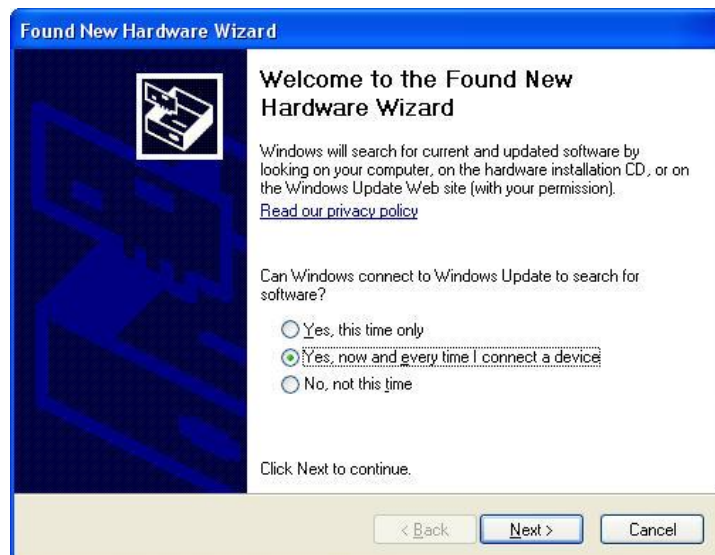 Found New Hardware Wizard
Welcome to the Found New
Hardware Wizard
Windows will search for current and updated software by
looking on your computer, on the hardware installation CD, or on
the Windows Update Web site (with your permission).
Read our privacy policy
Can Windows connect to Windows Update to search for
software?
Yes, this time only
Yes, now and every time I connect a device
No, not this time
Click Next to continue.
< Back
Next >
Cancel